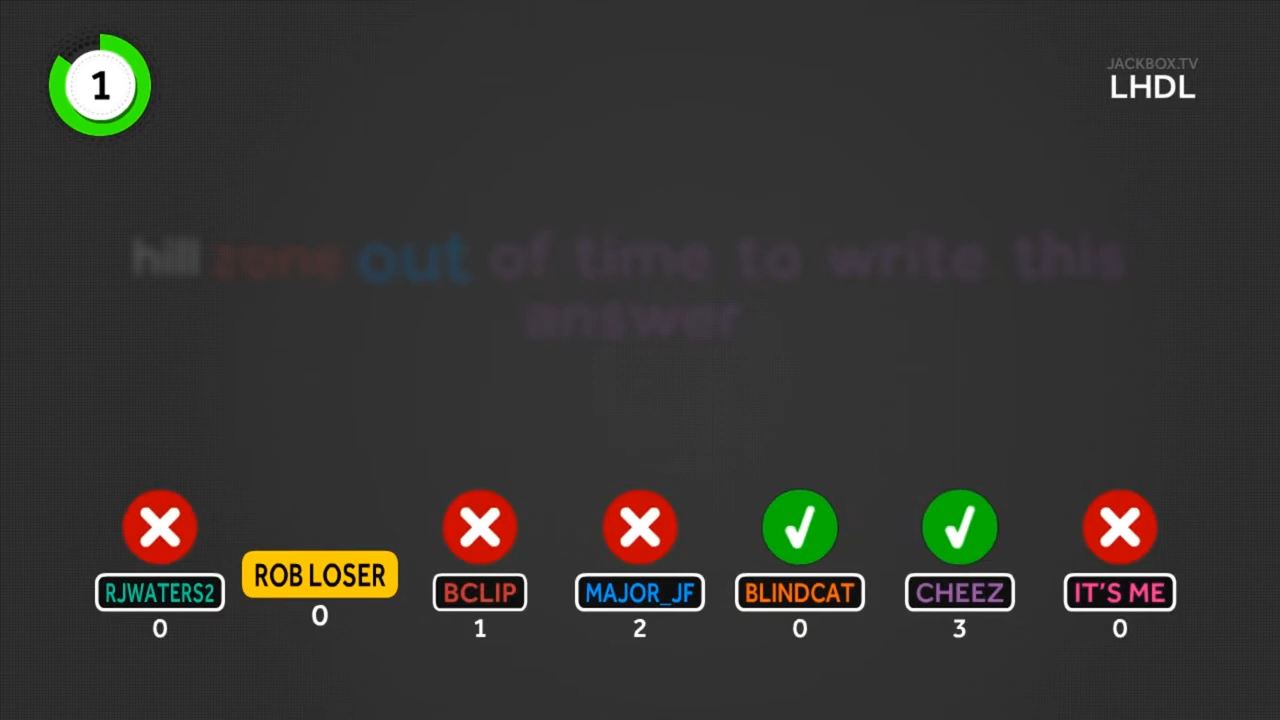 1
JACKBOX.TV
LHDL
hill zone out of time to write this
answer
RJWATERS2
ROB LOSER
BCLIP
MAJOR_JF
BLINDCAT
CHEEZ
IT'S ME
0
0
1
2
0
3
0